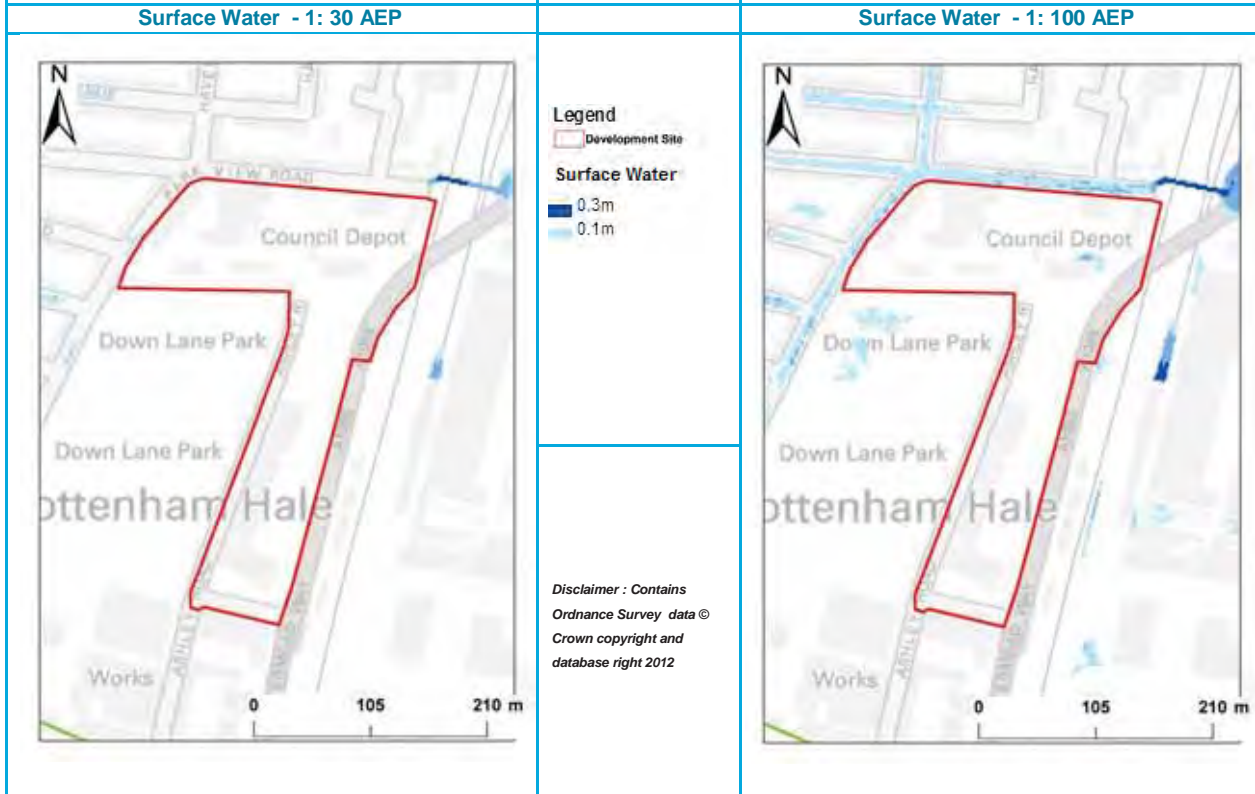 Surface Water - 1: 30 AEP
N
PARK VIEW ROAD
Council Depot
Down Lane Park
Down Lane Park
ottenham Hale
Works
0 105 210 m
Legend
Development Site
Surface Water
0.3m
0.1m
Disclaimer : Contains
Ordnance Survey data ©
Crown copyright and
database right 2012
Surface Water - 1: 100 AEP
N
Council Depot
Down Lane Park
Down Lane Park
ottenham Hale
Works
0 105 210 m